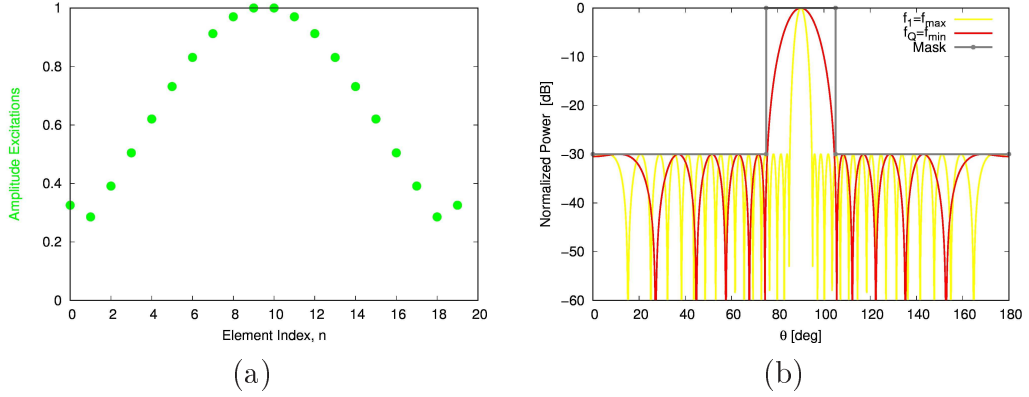 Amplitude Excitations
1
0.8
0.6
0.4
0.2
0
0 2 4 6 8 10 12 14 16 18 20
Element Index, n
(a)
Normalized Power [dB]
0
−10
−20
−30
−40
−50
−60
0 20 40 60 80 100 120 140 160 180
θ [deg]
f1=fmax
fQ=fmin
Mask
(b)